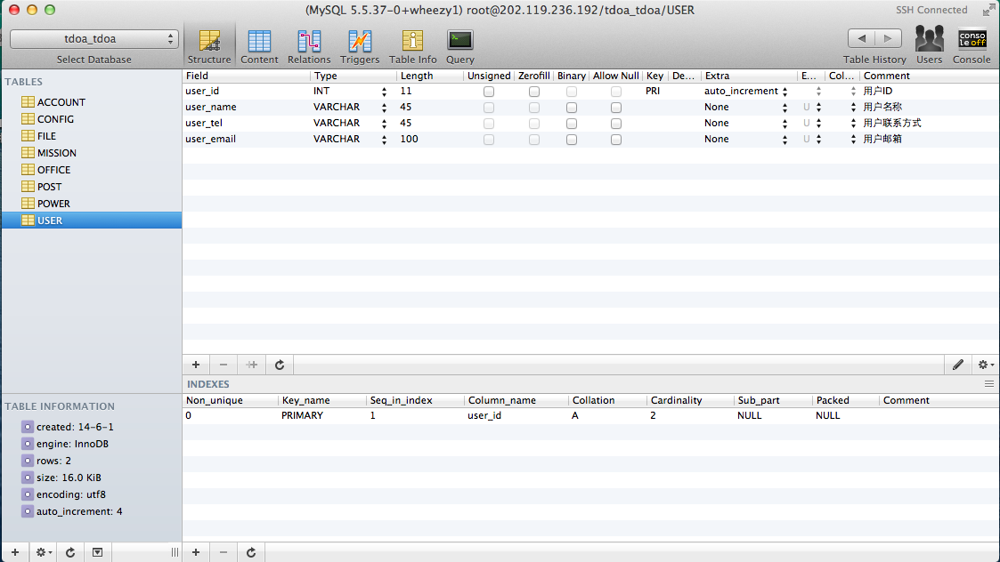 (MySQL 5.5.37-0+wheezy1) root@202.119.236.192/tdoa_tdoa/USER
SSH Connected
tdoa_tdoa
Select Database
Structure Content Relations Triggers Table Info Query
Table History Users Console
conso
le off
TABLES
ACCOUNT
CONFIG
FILE
MISSION
OFFICE
POST
POWER
USER
Field Type Length Unsigned Zerofill Binary Allow Null Key De... Extra E... Col... Comment
user_id INT 11 PRI auto_increment 用户ID
user_name VARCHAR 45 None U 用户名称
user_tel VARCHAR 45 None U 用户联系方式
user_email VARCHAR 100 None U 用户邮箱
INDEXES
Non_unique Key_name Seq_in_index Column_name Collation Cardinality Sub_part Packed Comment
0 PRIMARY 1 user_id A 2 NULL NULL
TABLE INFORMATION
created: 14-6-1
engine: InnoDB
rows: 2
size: 16.0 KiB
encoding: utf8
auto_increment: 4